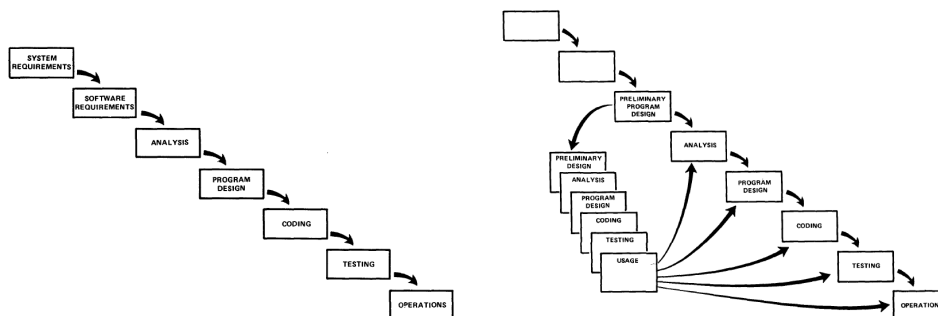 SYSTEM
REQUIREMENTS
SOFTWARE
REQUIREMENTS
ANALYSIS
PROGRAM
DESIGN
CODING
TESTING
OPERATIONS
PRELIMINARY
PROGRAM
DESIGN
ANALYSIS
PROGRAM
DESIGN
CODING
TESTING
OPERATION
PRELIMINARY
DESIGN
ANALYSIS
PROGRAM
DESIGN
CODING
TESTING
USAGE